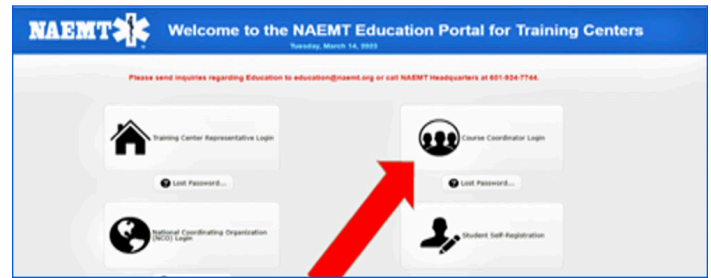 NAEMT
Welcome to the NAEMT Education Portal for Training Centers
Tuesday, March 14, 2023
Please send inquiries regarding Education to education@naemt.org or call NAEMT Headquarters at 601-924-7744.
Training Center Representative Login
Course Coordinator Login
Lost Password...
Lost Password...
National Coordinating Organization
(NCO) Login
Student Self-Registration